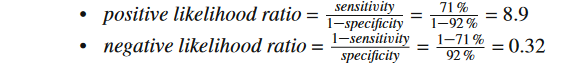 • positive likelihood ratio = sensitivity / 1−specificity = 71 % / 1−92 % = 8.9
• negative likelihood ratio = 1−sensitivity / specificity = 1−71 % / 92 % = 0.32